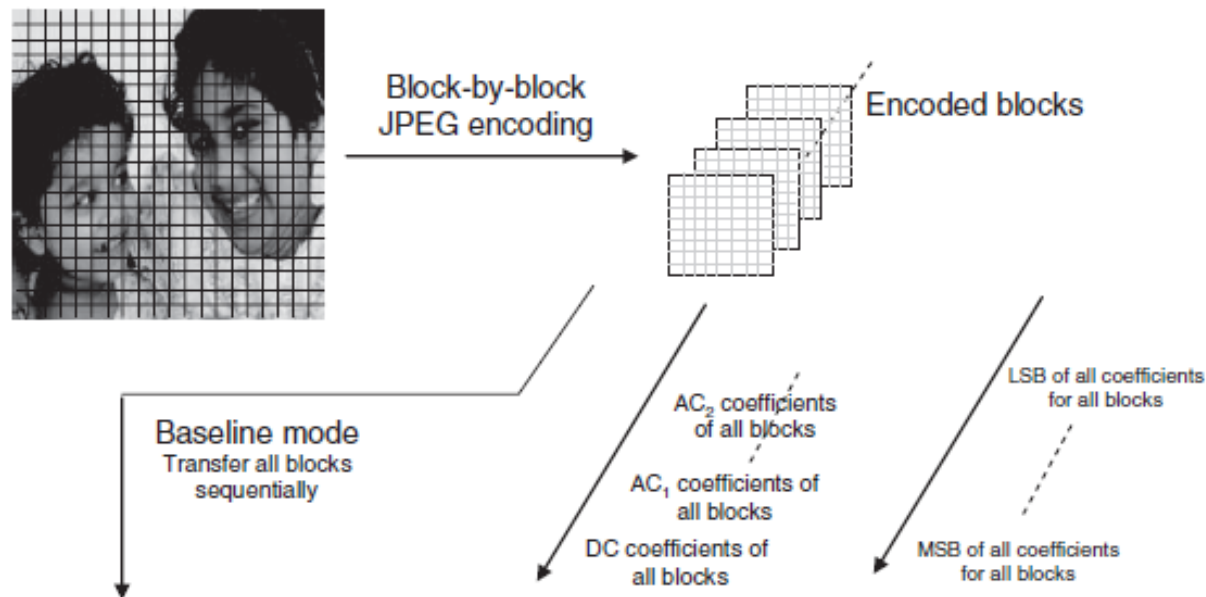 Block-by-block
JPEG encoding
Encoded blocks
Baseline mode
Transfer all blocks
sequentially
AC₂ coefficients
of all blocks
AC₁ coefficients of
all blocks
DC coefficients of
all blocks
LSB of all coefficients
for all blocks
MSB of all coefficients
for all blocks